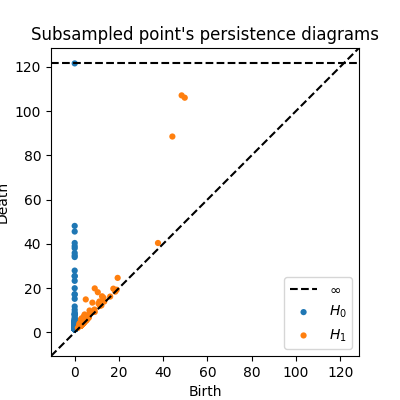 Subsampled point's persistence diagrams
120
100
80
60
40
20
0
Death
∞
H₀
H₁
0 20 40 60 80 100 120
Birth